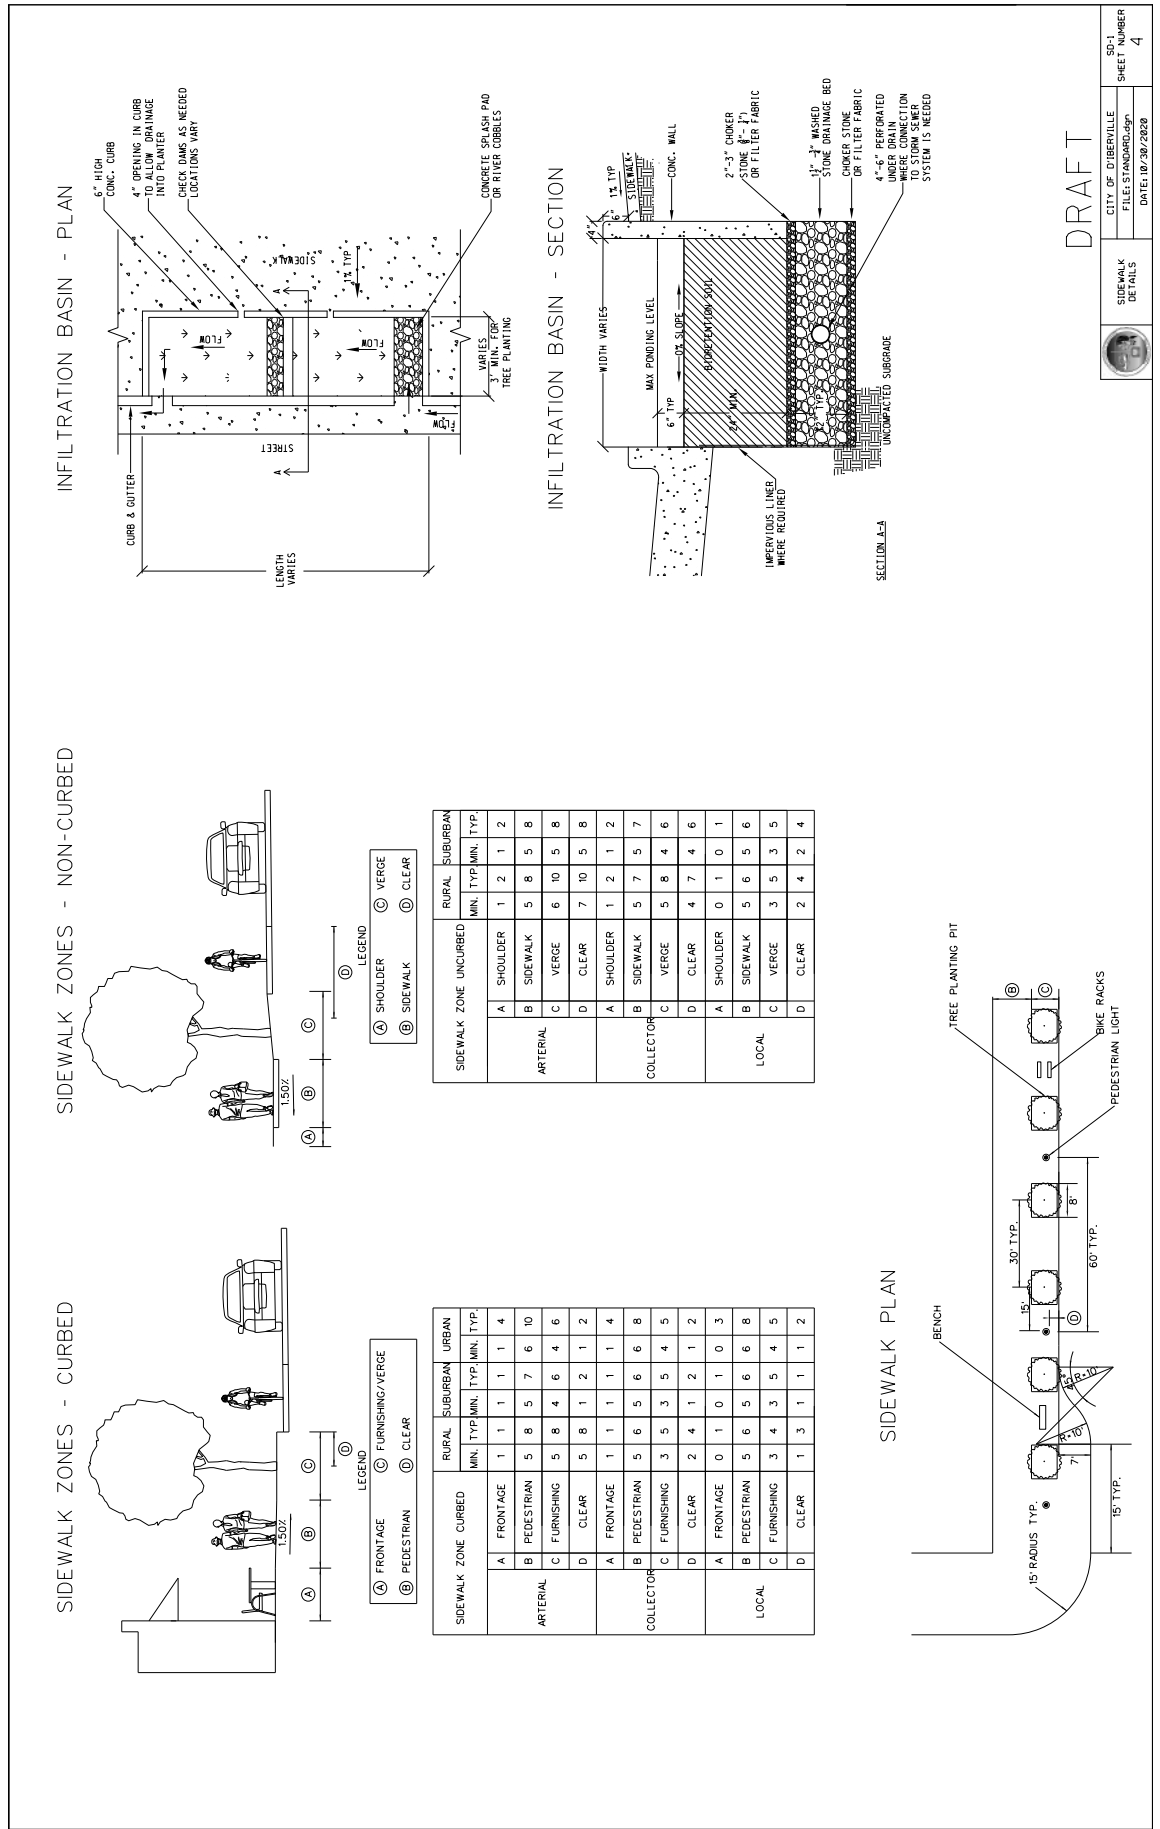 SIDEWALK ZONES - CURBED
1.50%
A
B
C
D
LEGEND
A FRONTAGE C FURNISHING/VERGE
B PEDESTRIAN D CLEAR
SIDEWALK ZONE CURBED RURAL SUBURBAN URBAN
MIN. TYP. MIN. TYP. MIN. TYP.
ARTERIAL
A FRONTAGE 1 1 1 1 1 4
B PEDESTRIAN 5 8 5 7 6 10
C FURNISHING 5 8 4 6 4 6
D CLEAR 5 8 1 2 1 2
COLLECTOR
A FRONTAGE 1 1 1 1 1 4
B PEDESTRIAN 5 6 5 6 6 8
C FURNISHING 3 5 3 5 4 5
D CLEAR 2 4 1 2 1 2
LOCAL
A FRONTAGE 0 1 0 1 0 3
B PEDESTRIAN 5 6 5 6 6 8
C FURNISHING 3 4 3 5 4 5
D CLEAR 1 3 1 1 1 2
SIDEWALK ZONES - NON-CURBED
1.50%
A
B
C
D
LEGEND
A SHOULDER C VERGE
B SIDEWALK D CLEAR
SIDEWALK ZONE UNCURBED RURAL SUBURBAN
MIN. TYP. MIN. TYP.
ARTERIAL
A SHOULDER 1 2 1 2
B SIDEWALK 5 8 5 8
C VERGE 6 10 5 8
D CLEAR 7 10 5 8
COLLECTOR
A SHOULDER 1 2 1 2
B SIDEWALK 5 7 5 7
C VERGE 5 8 4 6
D CLEAR 4 7 4 6
LOCAL
A SHOULDER 0 1 0 1
B SIDEWALK 5 6 5 6
C VERGE 3 5 3 5
D CLEAR 2 4 2 4
SIDEWALK PLAN
BENCH
TREE PLANTING PIT
B
C
BIKE RACKS
PEDESTRIAN LIGHT
30' TYP.
15'
8'
60' TYP.
D
45°
R=10'
R=10'
7'
15' TYP.
15' RADIUS TYP.
INFILTRATION BASIN - PLAN
6" HIGH
CONC. CURB
4" OPENING IN CURB
TO ALLOW DRAINAGE
INTO PLANTER
CHECK DAMS AS NEEDED
LOCATIONS VARY
CONCRETE SPLASH PAD
OR RIVER COBBLES
CURB & GUTTER
LENGTH
VARIES
STREET
SIDEWALK
1% TYP
FLOW
FLOW
FLOW
A
A
VARIES
3' MIN. FOR
TREE PLANTING
INFILTRATION BASIN - SECTION
WIDTH VARIES
4"
6"
1% TYP
SIDEWALK
CONC. WALL
MAX PONDING LEVEL
6" TYP
0% SLOPE
BIORETENTION SOIL
24" MIN.
12" TYP.
UNCOMPACTED SUBGRADE
2"-3" CHOKER
STONE
OR FILTER FABRIC
WASHED
STONE DRAINAGE BED
CHOKER STONE
OR FILTER FABRIC
4"-6" PERFORATED
UNDER DRAIN
WHERE CONNECTION
TO STORM SEWER
SYSTEM IS NEEDED
IMPERVIOUS LINER
WHERE REQUIRED
SECTION A-A
DRAFT
SIDEWALK
DETAILS
CITY OF D'IBERVILLE
FILE: STANDARD.dgn
DATE: 10/30/2020
SD-1
SHEET NUMBER
4